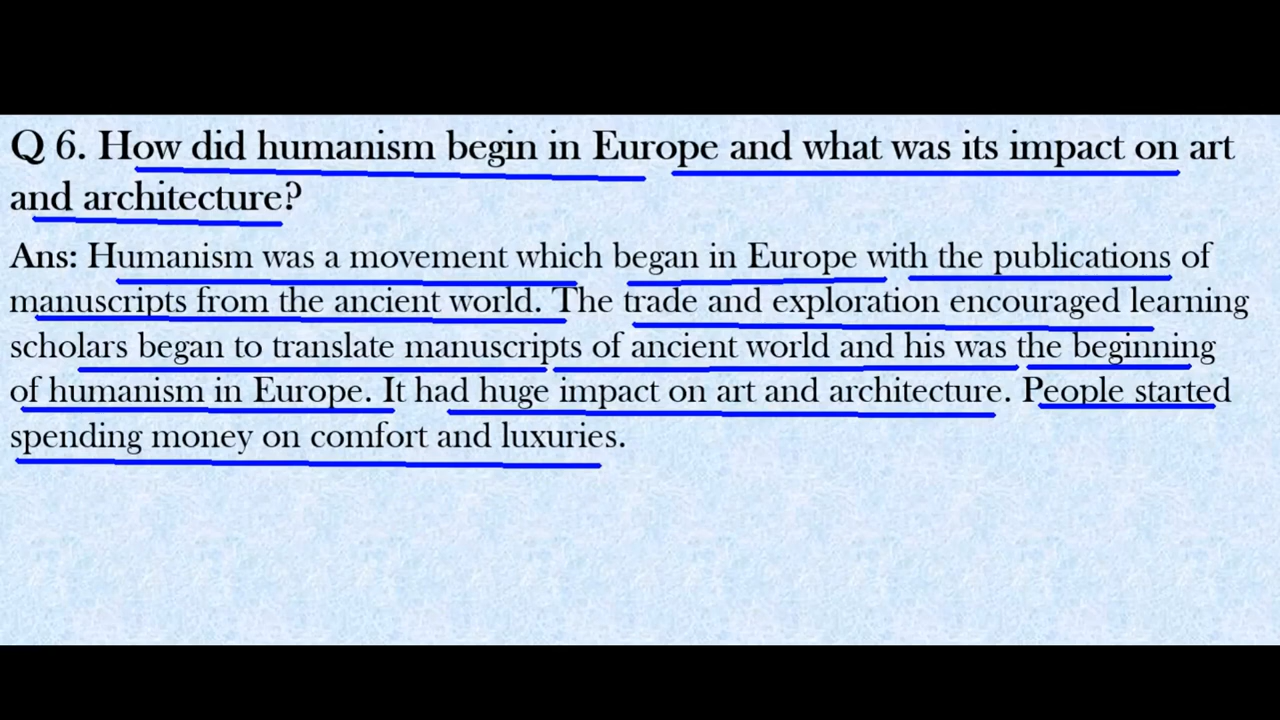 Q 6. How did humanism begin in Europe and what was its impact on art
and architecture?
Ans: Humanism was a movement which began in Europe with the publications of
manuscripts from the ancient world. The trade and exploration encouraged learning
scholars began to translate manuscripts of ancient world and his was the beginning
of humanism in Europe. It had huge impact on art and architecture. People started
spending money on comfort and luxuries.